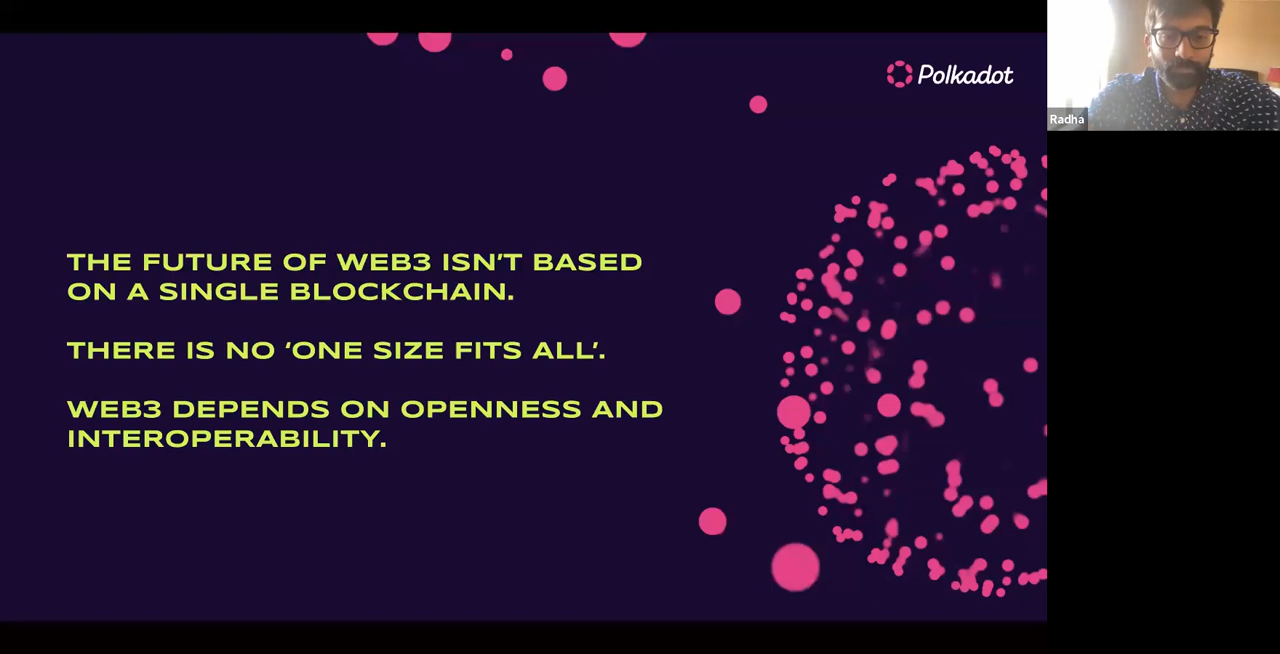 Polkadot
Radha
THE FUTURE OF WEB3 ISN’T BASED
ON A SINGLE BLOCKCHAIN.
THERE IS NO ‘ONE SIZE FITS ALL’.
WEB3 DEPENDS ON OPENNESS AND
INTEROPERABILITY.